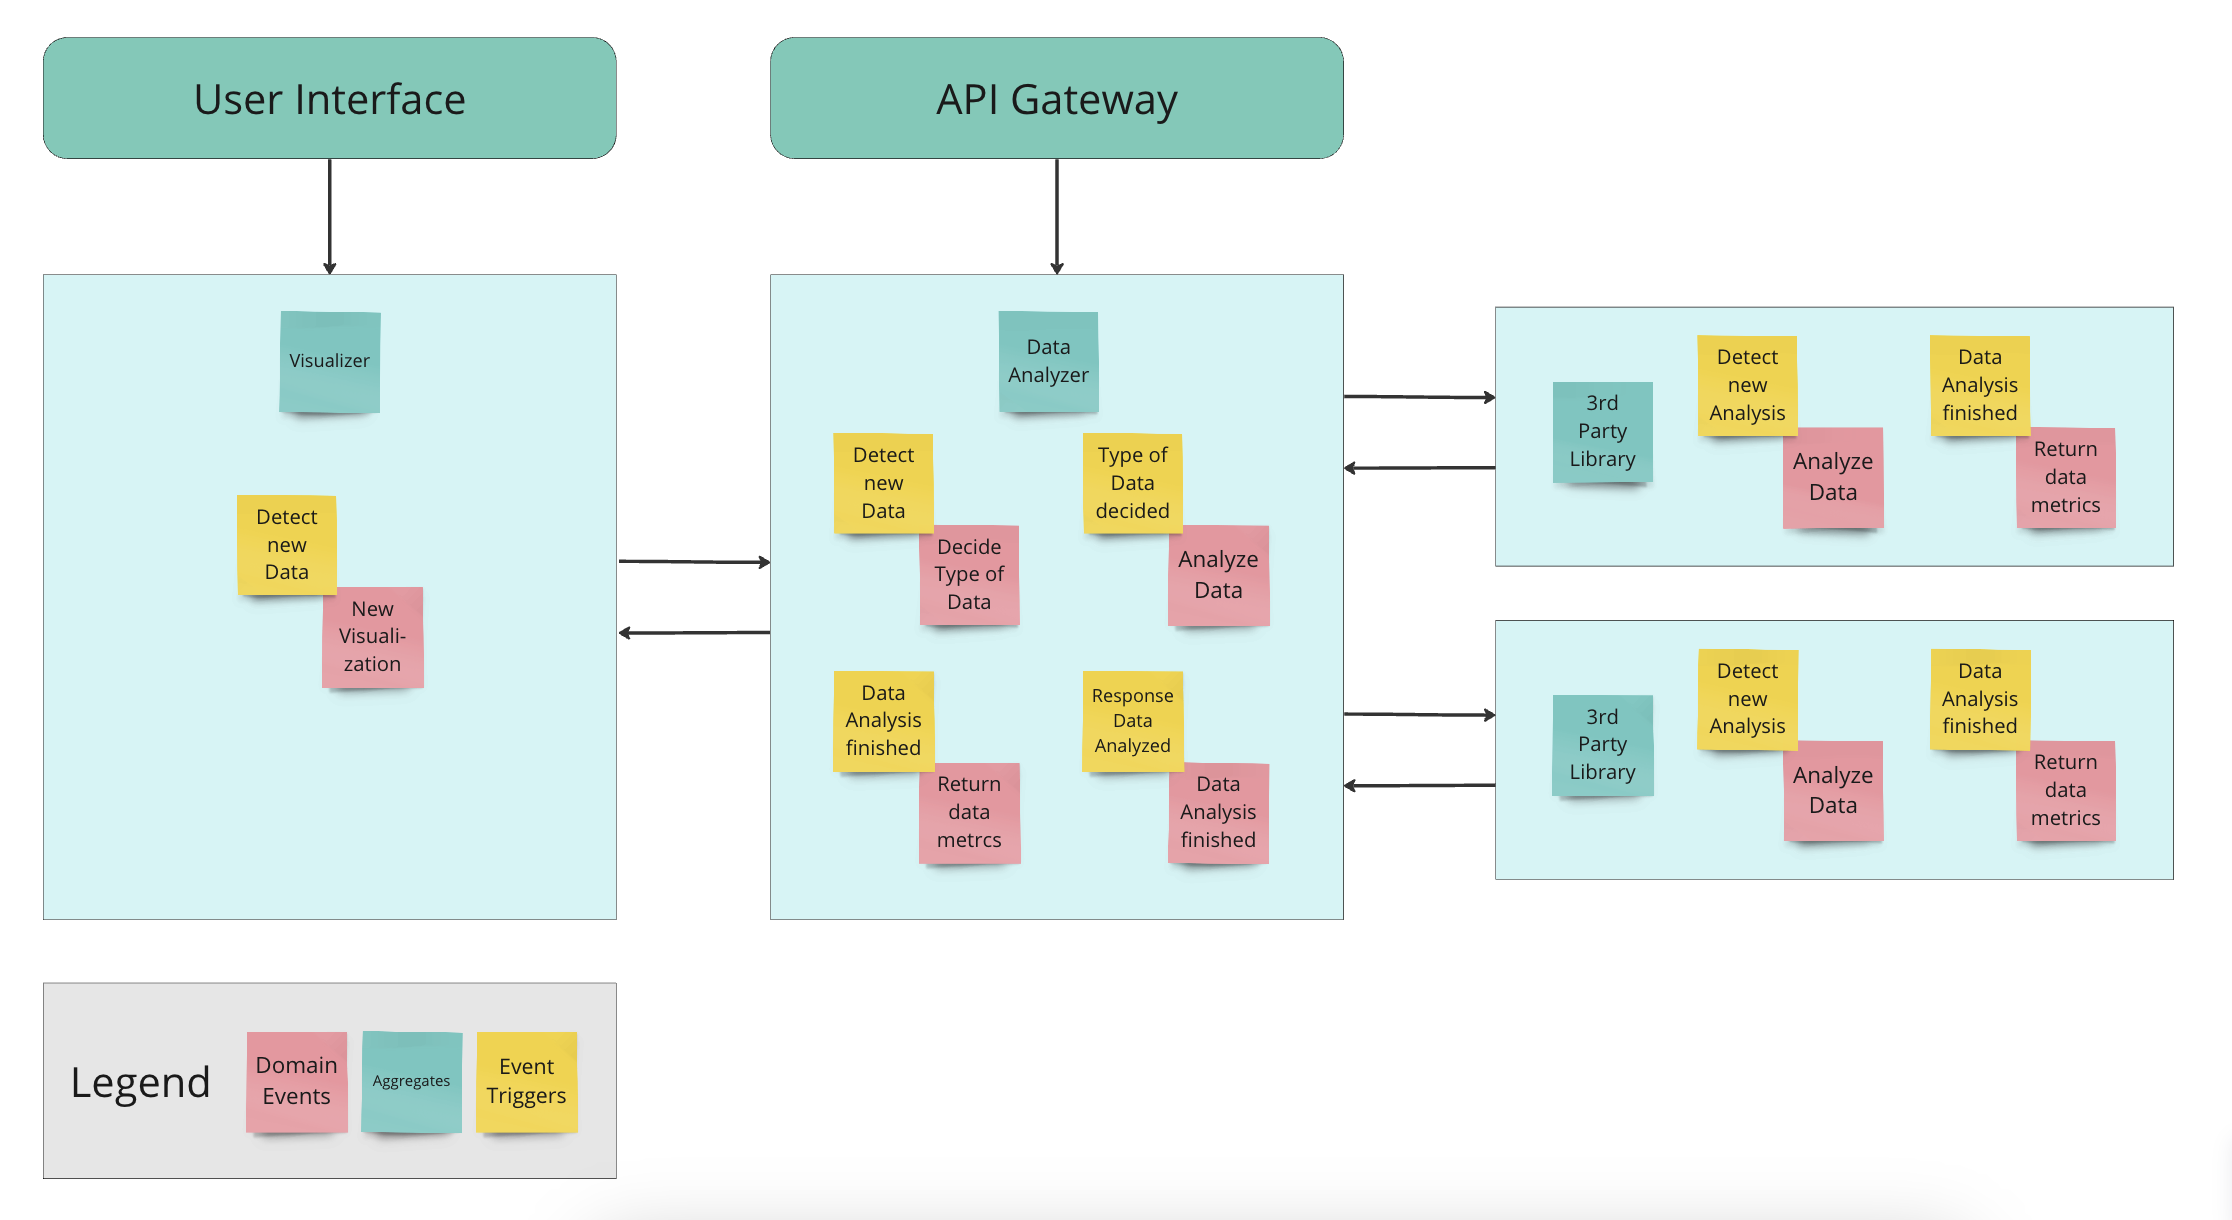 User Interface
API Gateway
Visualizer
Detect
new
Data
New
Visuali-
zation
Data
Analyzer
Detect
new
Data
Decide
Type of
Data
Type of
Data
decided
Analyze
Data
Data
Analysis
finished
Return
data
metrcs
Response
Data
Analyzed
Data
Analysis
finished
3rd
Party
Library
Detect
new
Analysis
Analyze
Data
Data
Analysis
finished
Return
data
metrics
3rd
Party
Library
Detect
new
Analysis
Analyze
Data
Data
Analysis
finished
Return
data
metrics
Legend
Domain
Events
Aggregates
Event
Triggers